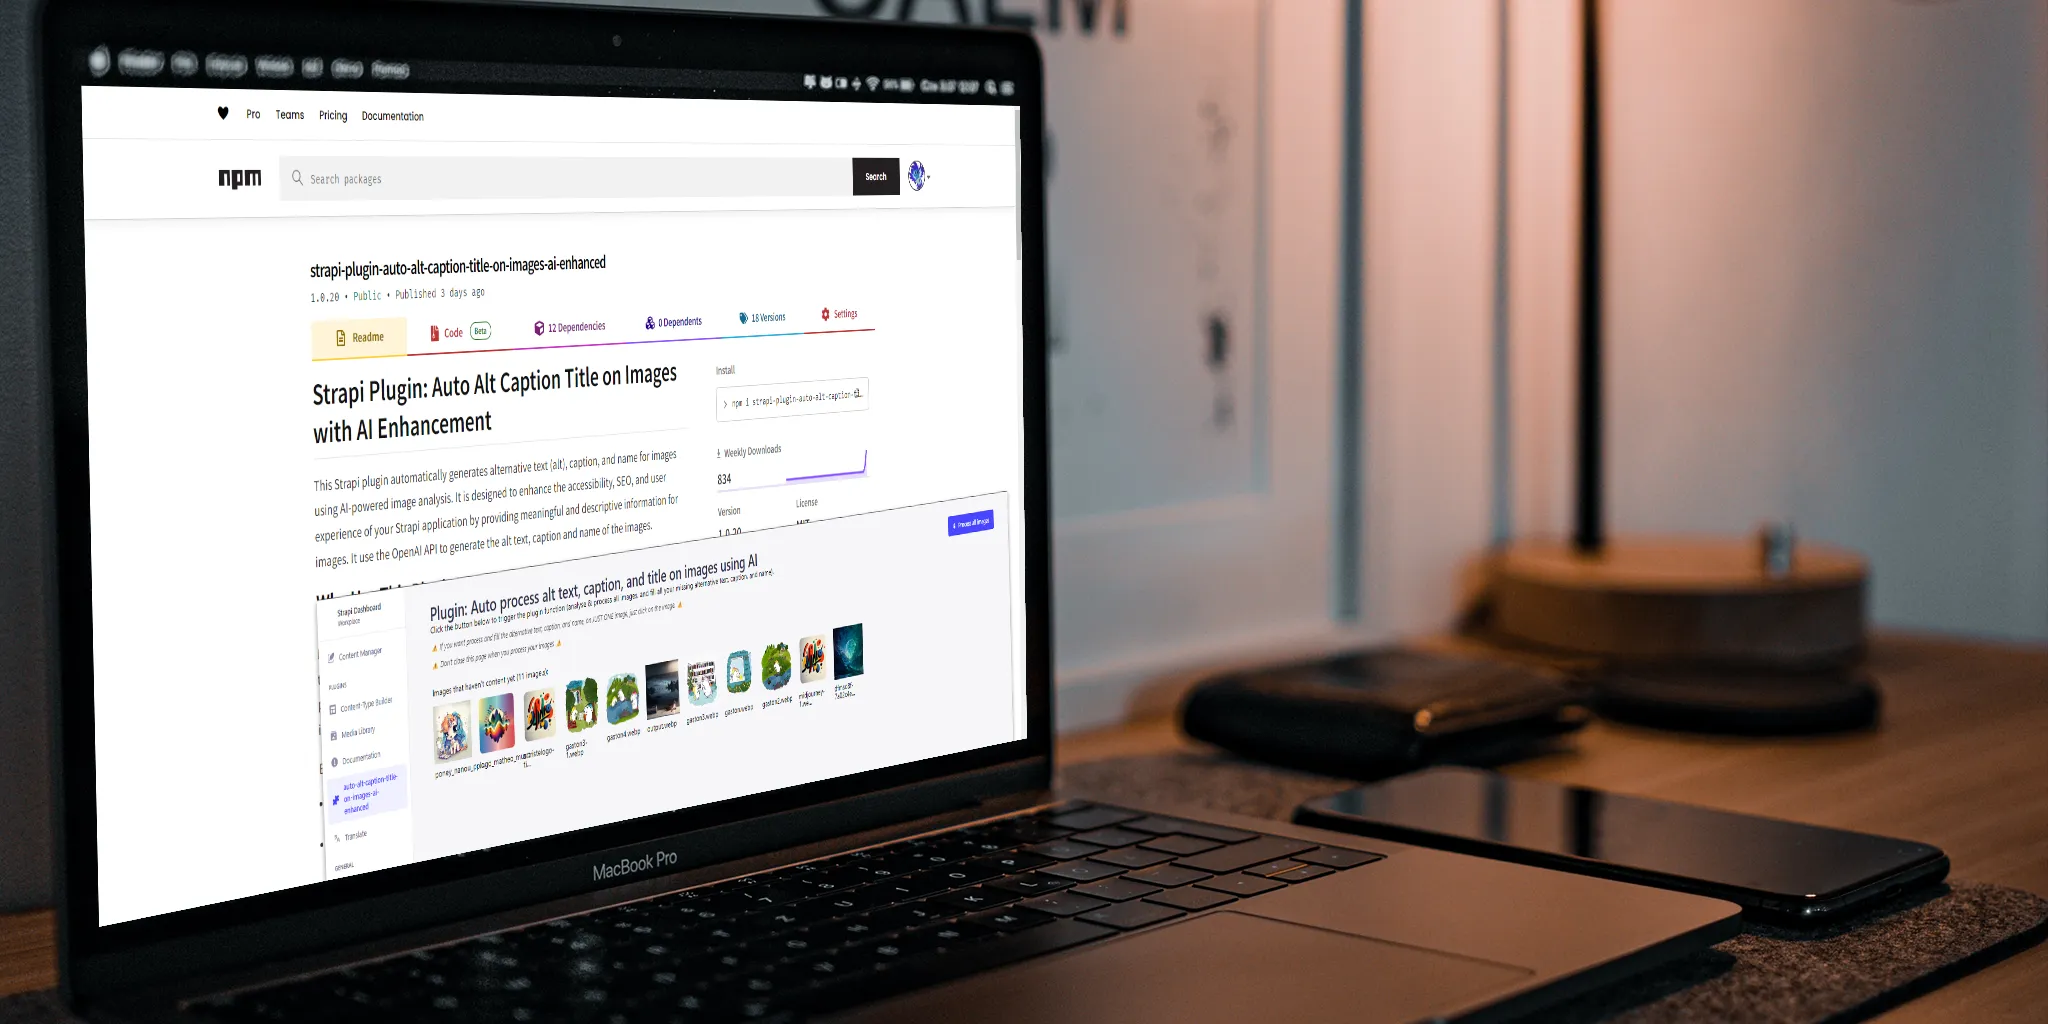 Pro Teams Pricing Documentation
npm
Search packages
Search
strapi-plugin-auto-alt-caption-title-on-images-ai-enhanced
1.0.20 • Public • Published 3 days ago
Readme
Code Beta
12 Dependencies
0 Dependents
18 Versions
Settings
Strapi Plugin: Auto Alt Caption Title on Images
with AI Enhancement
This Strapi plugin automatically generates alternative text (alt), caption, and name for images
using AI-powered image analysis. It is designed to enhance the accessibility, SEO, and user
experience of your Strapi application by providing meaningful and descriptive information for
images. It use the OpenAI API to generate the alt text, caption and name of the images.
Install
npm i strapi-plugin-auto-alt-caption-
Weekly Downloads
834
Version
1.0.20
License
Process all images
Strapi Dashboard
Workplace
Content Manager
PLUGINS
Content-Type Builder
Media Library
Documentation
auto-alt-caption-title-
on-images-ai-
enhanced
Translate
GENERAL
Plugin: Auto process alt text, caption, and title on images using AI
Click the button below to trigger the plugin function (analyse & process all images, and fill all your missing alternative text, caption, and name).
If you want process and fill the alternative text, caption, and name, on JUST ONE image, just click on the image.
Don't close this page when you process your images
Images that haven't content yet (11 images)
gaston3-
1.webp
gaston4.webp
output.webp
gaston3.webp
gaston.webp
gaston2.webp
midjourney-
1.we...
MacBook Pro